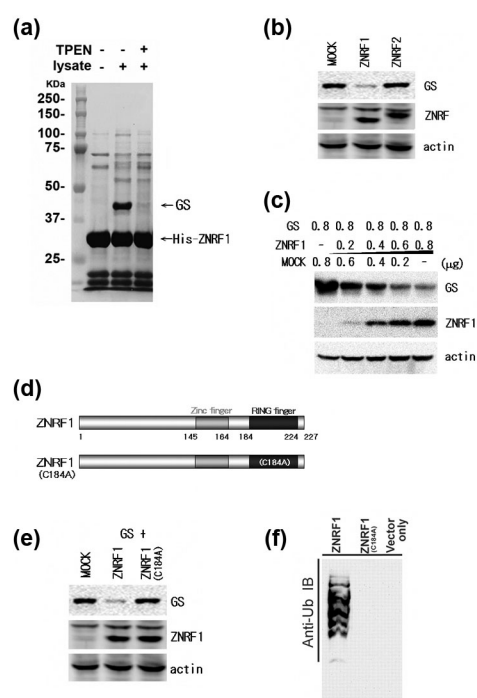 (a)
TPEN - - +
lysate - + +
KDa
250-
150-
100-
75-
50-
37-
25-
←GS
←His-ZNRF1
(b)
MOCK
ZNRF1
ZNRF2
GS
ZNRF
actin
(c)
GS 0.8 0.8 0.8 0.8 0.8
ZNRF1 - 0.2 0.4 0.6 0.8
MOCK 0.8 0.6 0.4 0.2 - (µg)
GS
ZNRF1
actin
(d)
Zinc finger RING finger
ZNRF1
1 145 164 184 224 227
ZNRF1
(C184A)
(C184A)
(e)
GS +
MOCK
ZNRF1
ZNRF1
(C184A)
GS
ZNRF1
actin
(f)
ZNRF1
ZNRF1
(C184A)
Vector
only
Anti-Ub IB